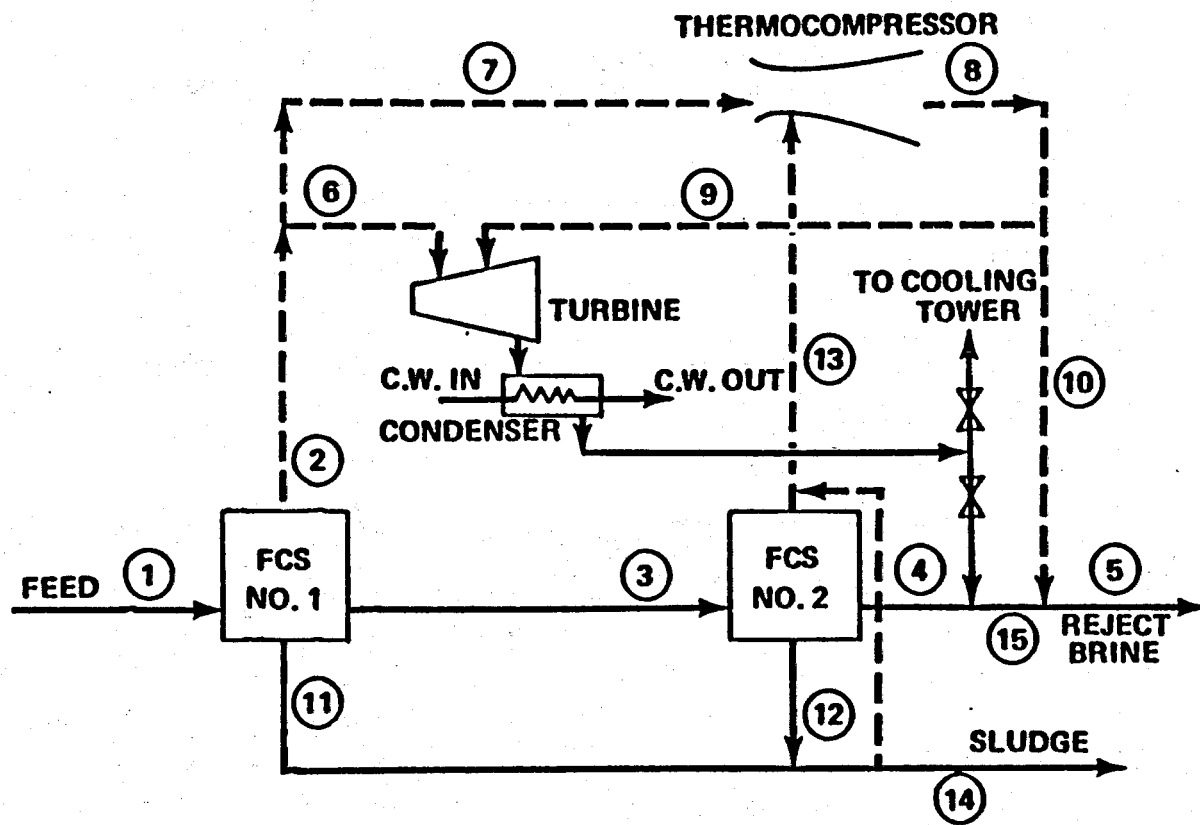 THERMOCOMPRESSOR
7
8
6
9
TO COOLING
TOWER
TURBINE
13
C.W. IN
C.W. OUT
10
CONDENSER
2
FCS
NO. 1
FCS
NO. 2
FEED
1
3
4
5
REJECT
BRINE
15
11
12
SLUDGE
14